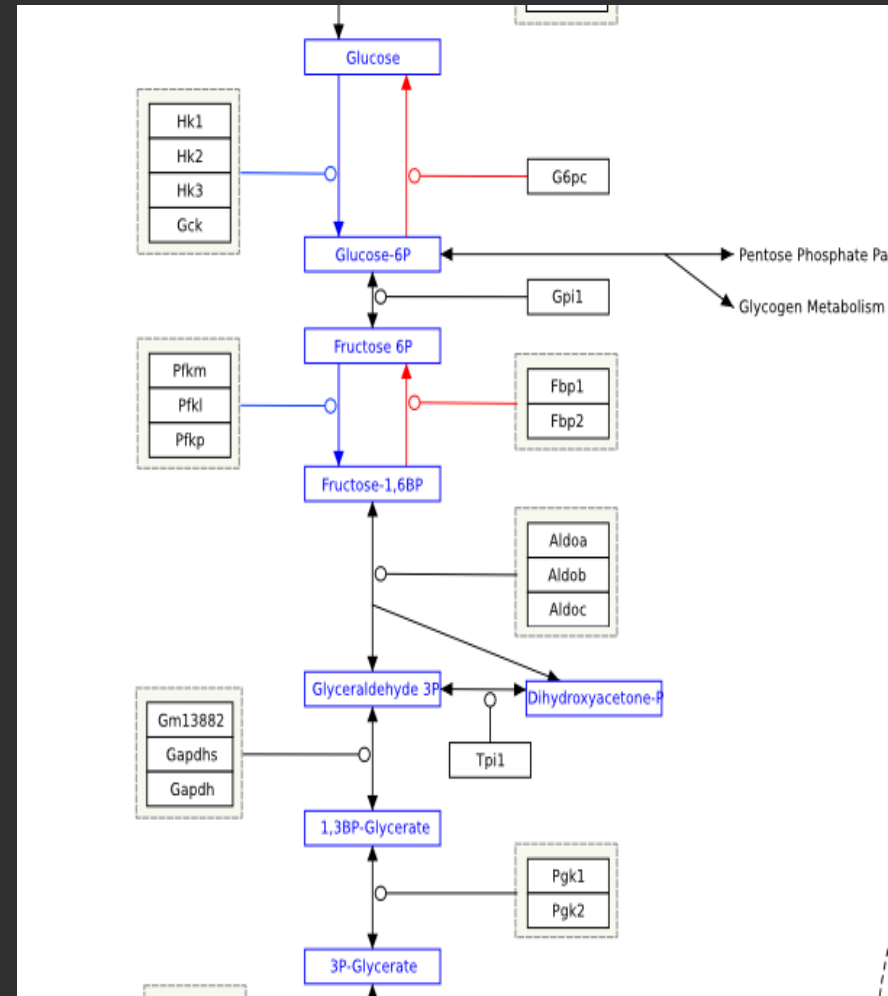 Glucose
Hk1
Hk2
Hk3
Gck
G6pc
Glucose-6P
Pentose Phosphate Pa
Gpi1
Glycogen Metabolism
Fructose 6P
Pfkm
Pfkl
Pfkp
Fbp1
Fbp2
Fructose-1,6BP
Aldoa
Aldob
Aldoc
Glyceraldehyde 3P
Dihydroxyacetone-P
Gm13882
Gapdhs
Gapdh
Tpi1
1,3BP-Glycerate
Pgk1
Pgk2
3P-Glycerate